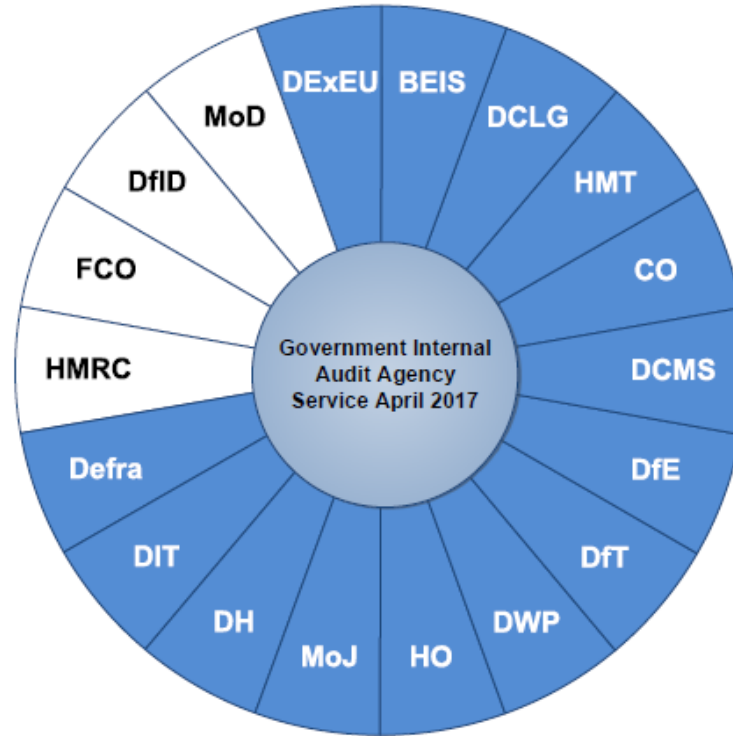 DExEU
BEIS
DCLG
HMT
CO
DCMS
DfE
DfT
DWP
HO
MoJ
DH
DIT
Defra
HMRC
FCO
DfID
MoD
Government Internal
Audit Agency
Service April 2017